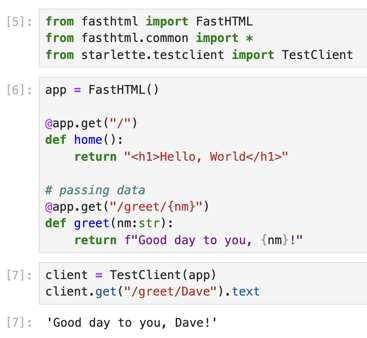 [5]: from fasthtml import FastHTML
from fasthtml.common import *
from starlette.testclient import TestClient
[6]: app = FastHTML()
@app.get("/")
def home():
    return "<h1>Hello, World</h1>"
# passing data
@app.get("/greet/{nm}")
def greet(nm:str):
    return f"Good day to you, {nm}!"
[7]: client = TestClient(app)
client.get("/greet/Dave").text
[7]: 'Good day to you, Dave!'